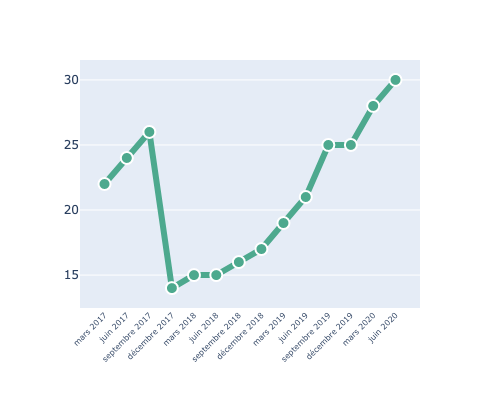 30
25
20
15
mars 2017
juin 2017
septembre 2017
décembre 2017
mars 2018
juin 2018
septembre 2018
décembre 2018
mars 2019
juin 2019
septembre 2019
décembre 2019
mars 2020
juin 2020